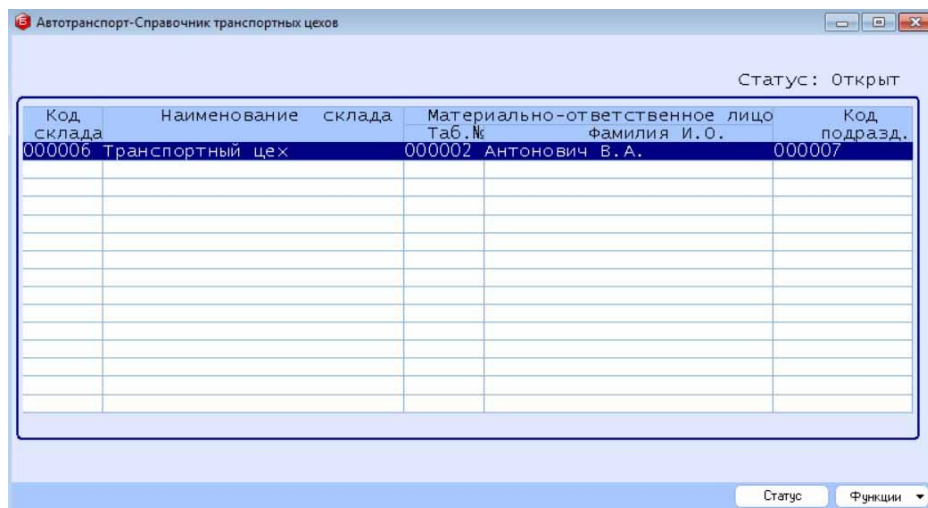 Автотранспорт-Справочник транспортных цехов
Статус: Открыт
Код Наименование склада Материально-ответственное лицо Код
склада Таб.№ Фамилия И.О. подразд.
000006 Транспортный цех 000002 Антонович В.А. 000007
Статус Функции